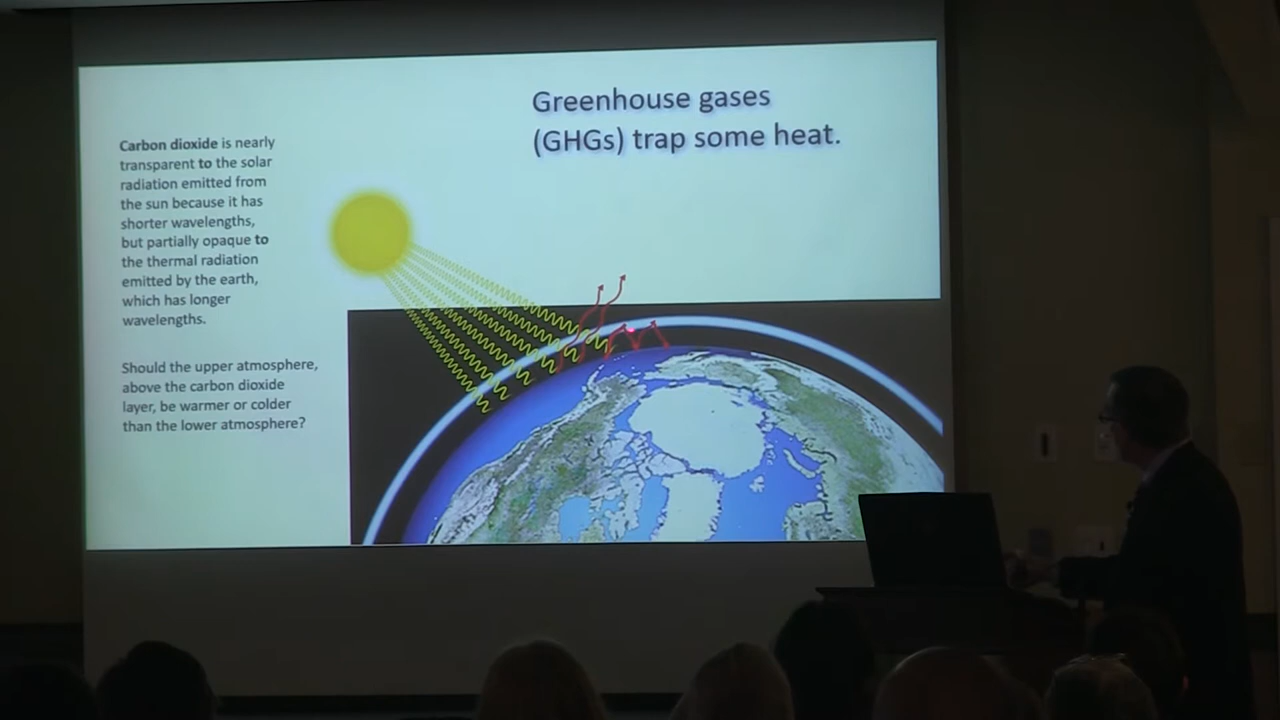 Greenhouse gases
(GHGs) trap some heat.
Carbon dioxide is nearly
transparent to the solar
radiation emitted from
the sun because it has
shorter wavelengths,
but partially opaque to
the thermal radiation
emitted by the earth,
which has longer
wavelengths.
Should the upper atmosphere,
above the carbon dioxide
layer, be warmer or colder
than the lower atmosphere?